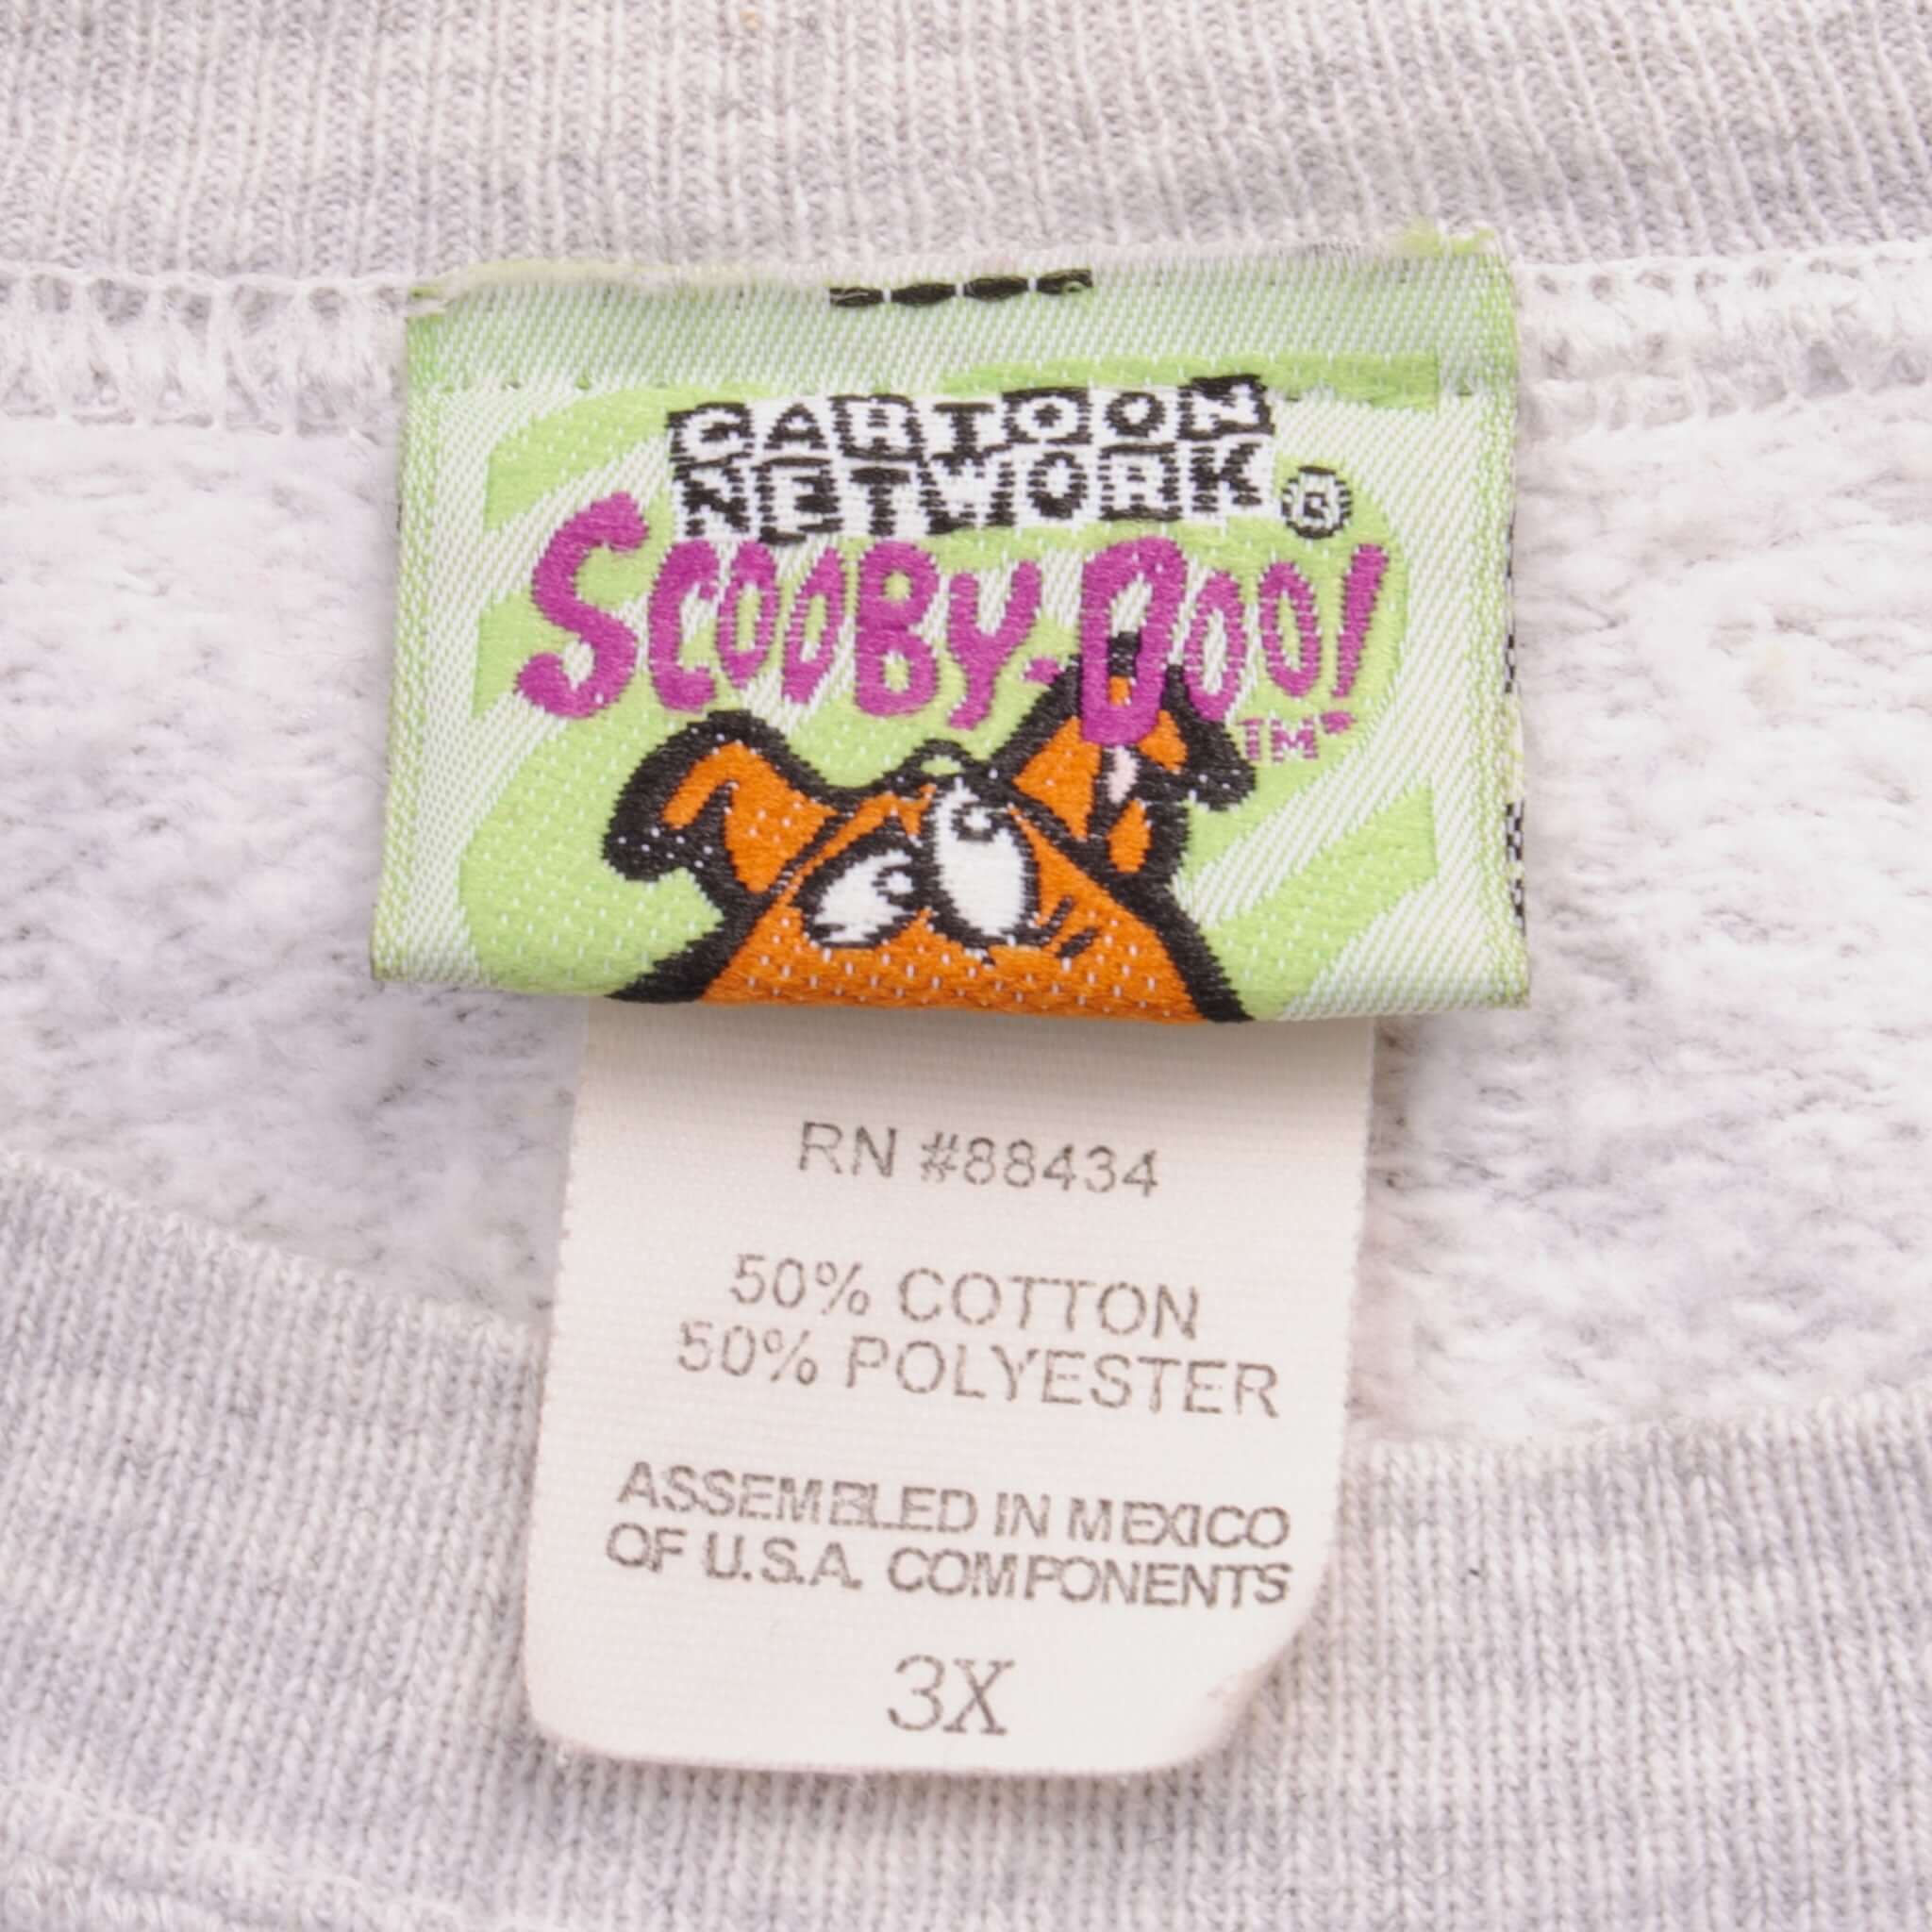 CARTOON
NETWORK ®
SCOOBY-DOO!
TM
RN #88434
50% COTTON
50% POLYESTER
ASSEMBLED IN MEXICO
OF U.S.A. COMPONENTS
3X